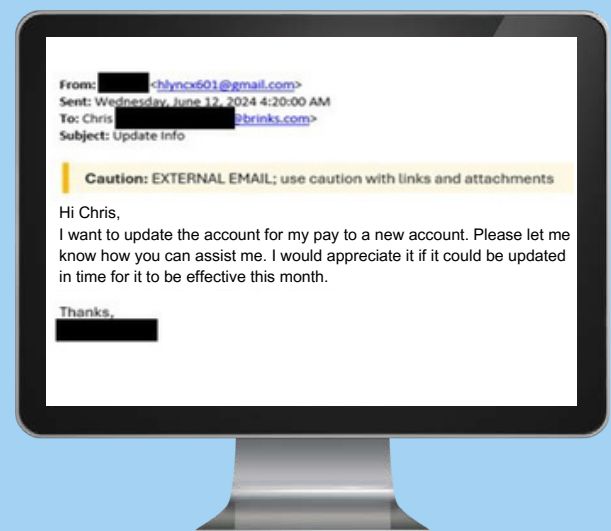 From: <hlyncx601@gmail.com>
Sent: Wednesday, June 12, 2024 4:20:00 AM
To: Chris @brinks.com>
Subject: Update Info
Caution: EXTERNAL EMAIL; use caution with links and attachments
Hi Chris,
I want to update the account for my pay to a new account. Please let me
know how you can assist me. I would appreciate it if it could be updated
in time for it to be effective this month.
Thanks,